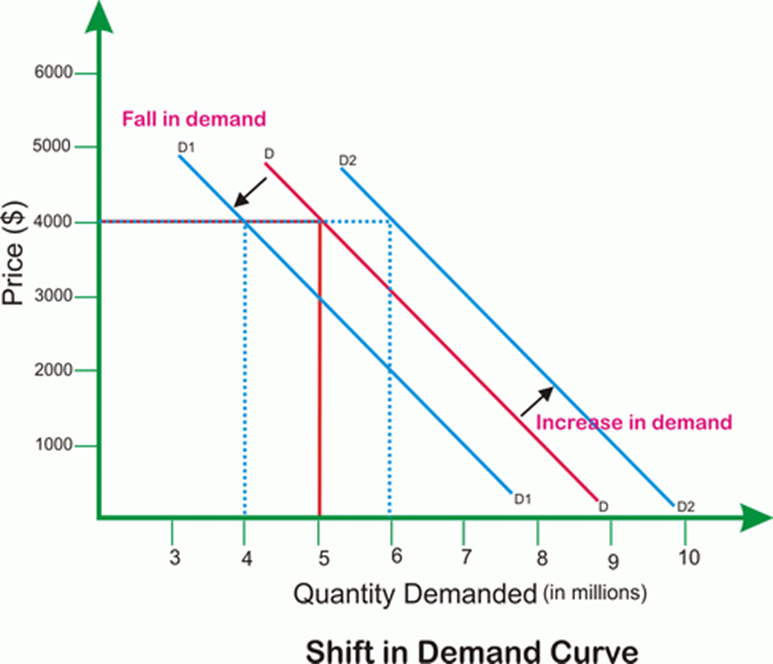 6000
Fall in demand
5000
D1
D
D2
4000
Price ($)
3000
2000
Increase in demand
1000
D1
D
D2
3 4 5 6 7 8 9 10
Quantity Demanded (in millions)
Shift in Demand Curve